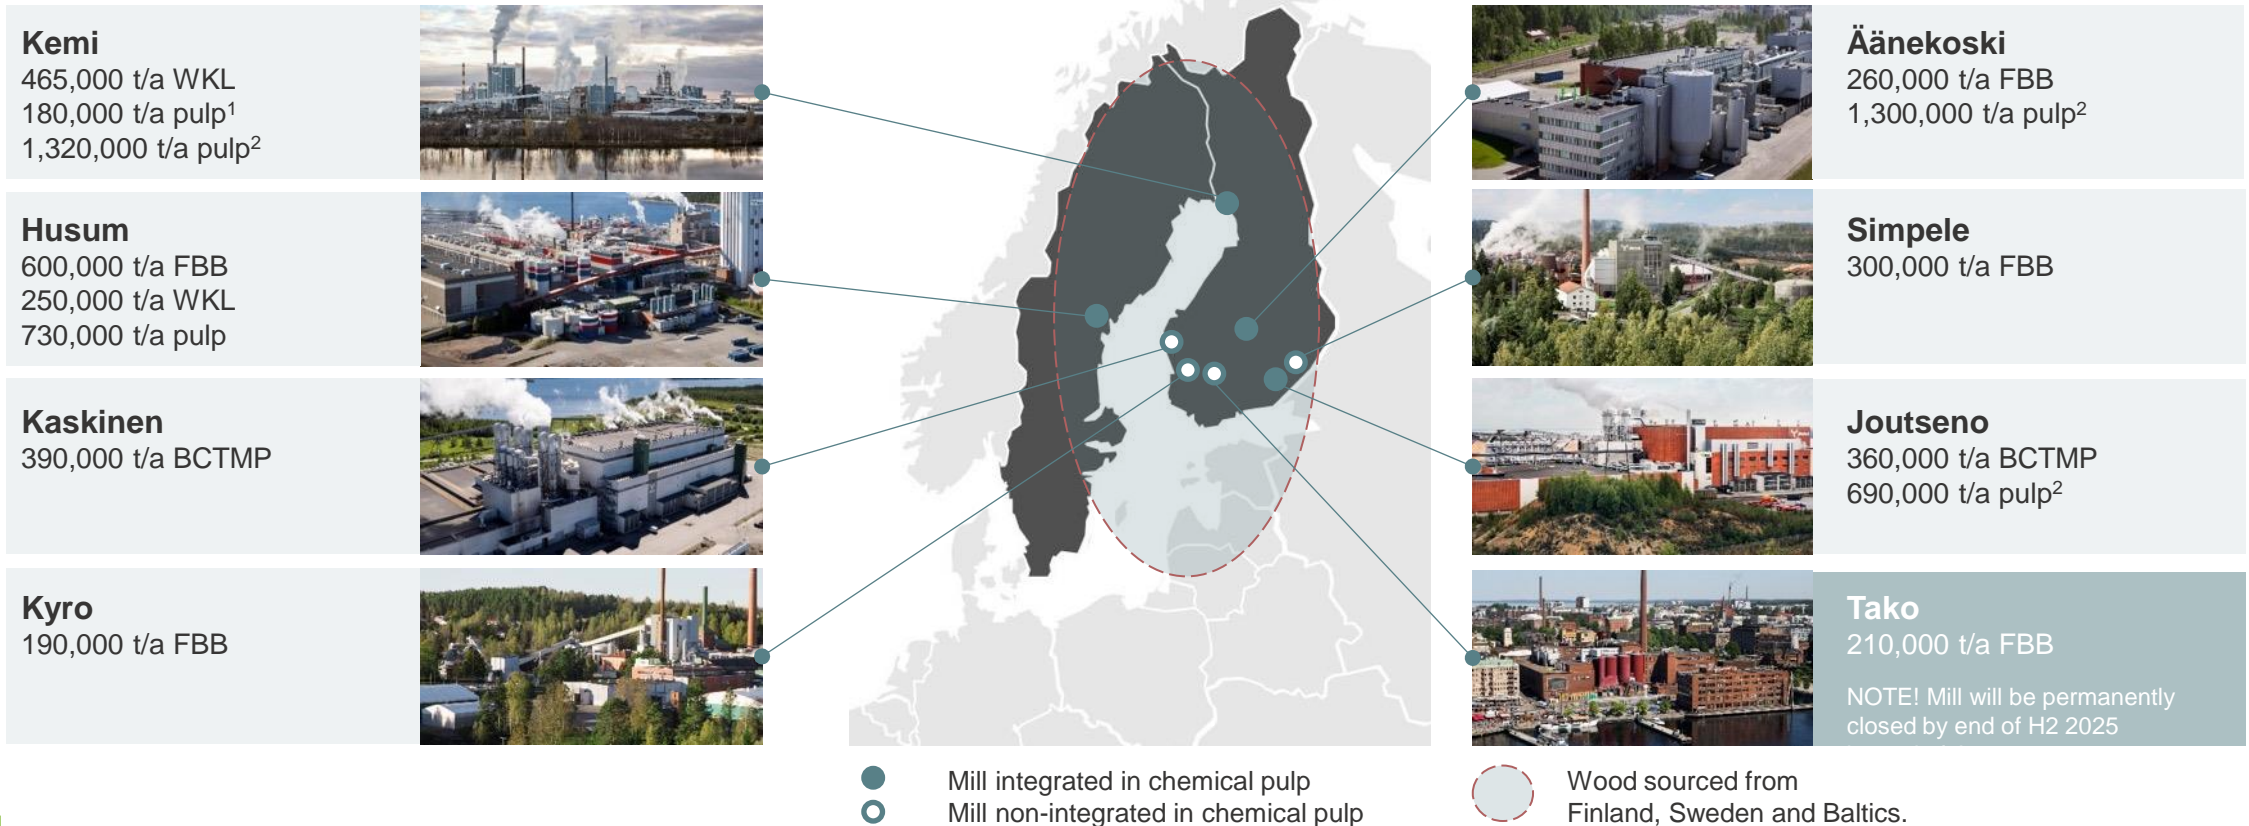 Kemi
465,000 t/a WKL
180,000 t/a pulp¹
1,320,000 t/a pulp²
Husum
600,000 t/a FBB
250,000 t/a WKL
730,000 t/a pulp
Kaskinen
390,000 t/a BCTMP
Kyro
190,000 t/a FBB
Äänekoski
260,000 t/a FBB
1,300,000 t/a pulp²
Simpele
300,000 t/a FBB
Joutseno
360,000 t/a BCTMP
690,000 t/a pulp²
Tako
210,000 t/a FBB
NOTE! Mill will be permanently
closed by end of H2 2025
Mill integrated in chemical pulp
Mill non-integrated in chemical pulp
Wood sourced from
Finland, Sweden and Baltics.